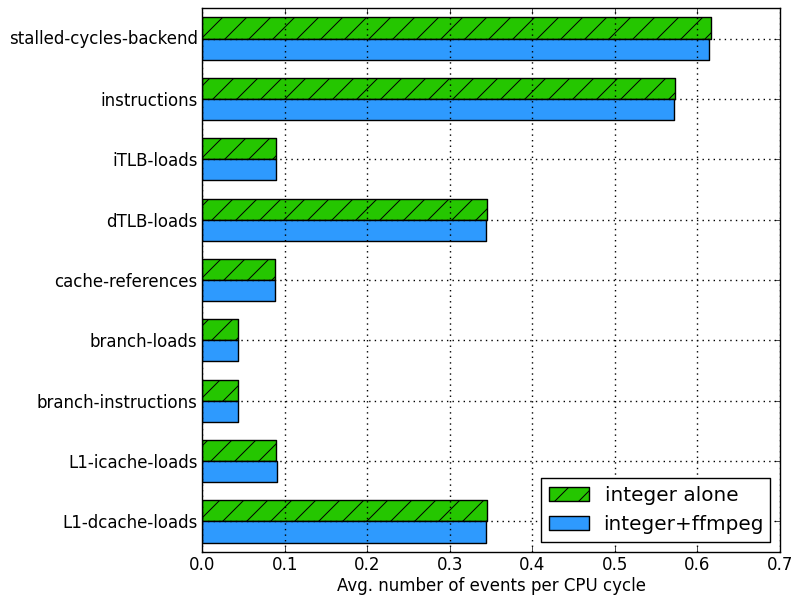 stalled-cycles-backend
instructions
iTLB-loads
dTLB-loads
cache-references
branch-loads
branch-instructions
L1-icache-loads
L1-dcache-loads
integer alone
integer+ffmpeg
0.0 0.1 0.2 0.3 0.4 0.5 0.6 0.7
Avg. number of events per CPU cycle